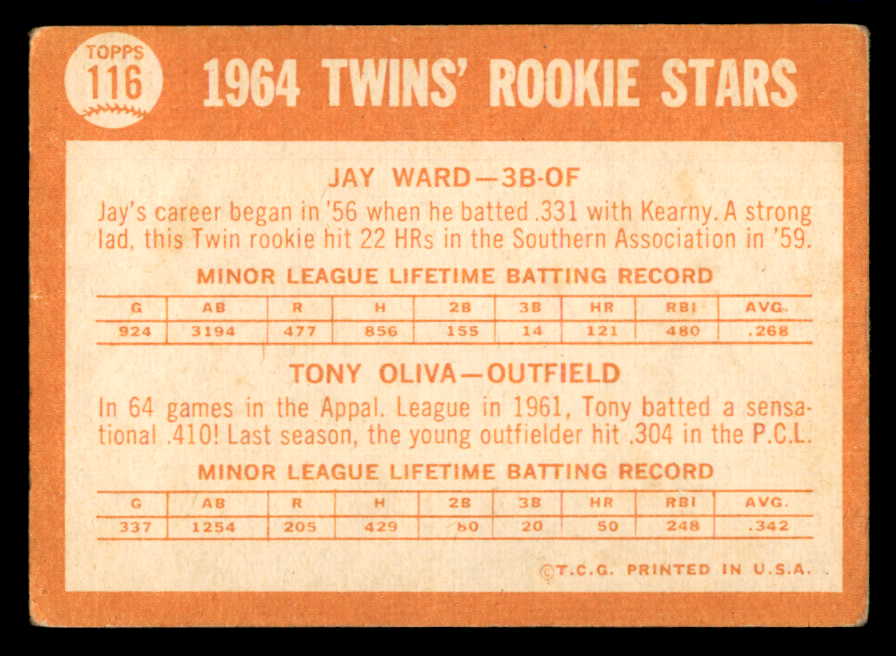 TOPPS
116
1964 TWINS' ROOKIE STARS
JAY WARD—3B-OF
Jay's career began in '56 when he batted .331 with Kearny. A strong
lad, this Twin rookie hit 22 HRs in the Southern Association in '59.
MINOR LEAGUE LIFETIME BATTING RECORD
G AB R H 2B 3B HR RBI AVG.
924 3194 477 856 155 14 121 480 .268
TONY OLIVA—OUTFIELD
In 64 games in the Appal. League in 1961, Tony batted a sensa-
tional .410! Last season, the young outfielder hit .304 in the P.C.L.
MINOR LEAGUE LIFETIME BATTING RECORD
G AB R H 2B 3B HR RBI AVG.
337 1254 205 429 80 20 50 248 .342
©T.C.G. PRINTED IN U.S.A.